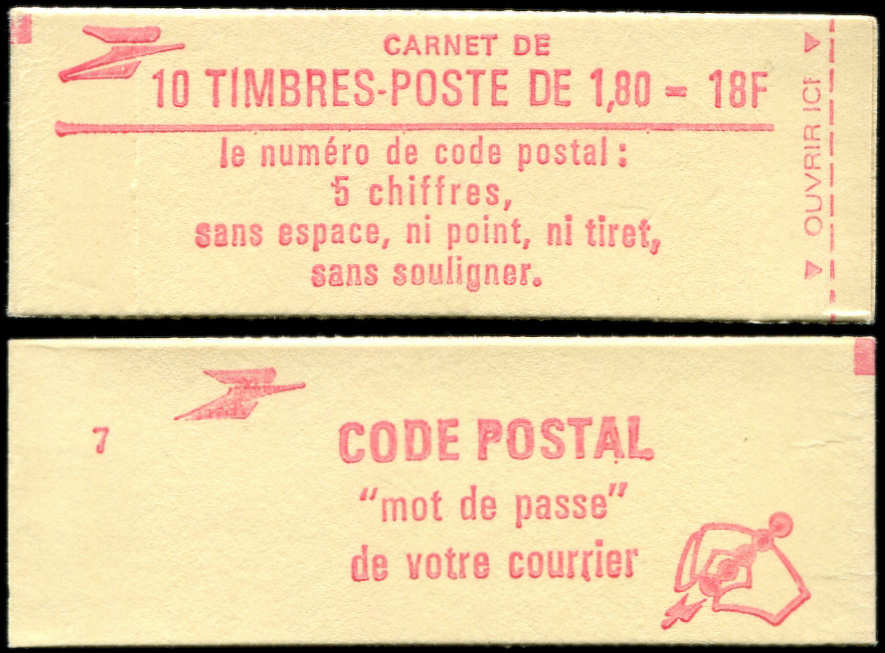 CARNET DE
10 TIMBRES-POSTE DE 1,80 = 18F
le numéro de code postal :
5 chiffres,
sans espace, ni point, ni tiret,
sans souligner.
OUVRIR ICI
7
CODE POSTAL
"mot de passe"
de votre courrier